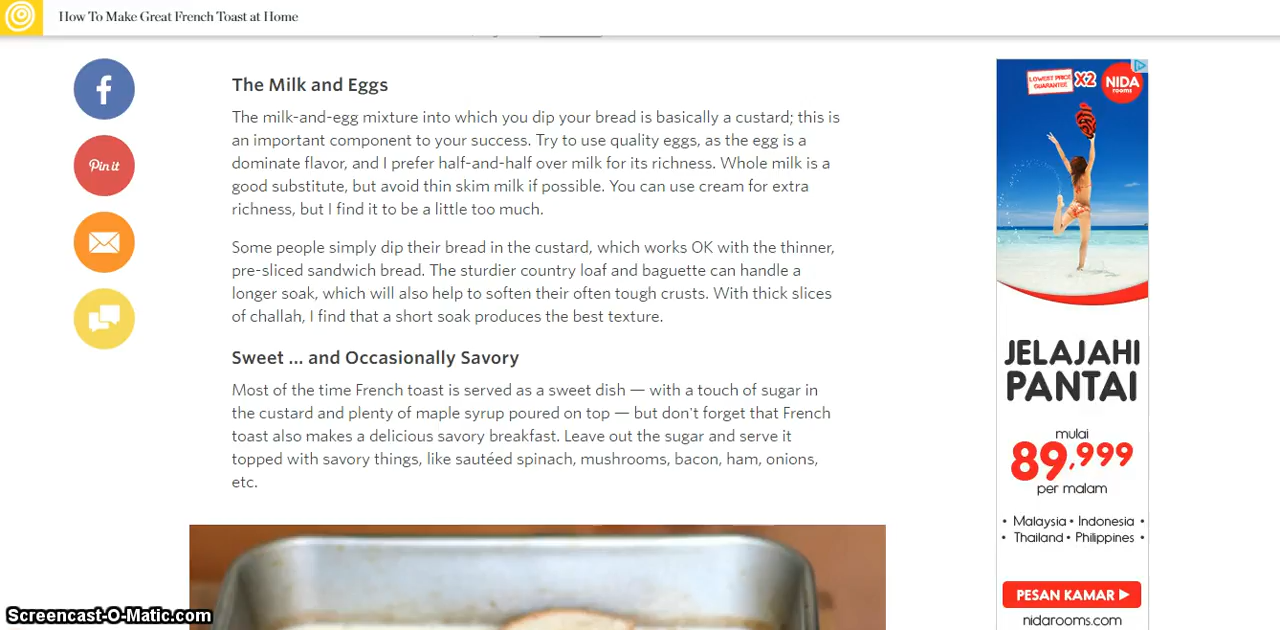 How To Make Great French Toast at Home
Pin it
The Milk and Eggs
The milk-and-egg mixture into which you dip your bread is basically a custard; this is
an important component to your success. Try to use quality eggs, as the egg is a
dominate flavor, and I prefer half-and-half over milk for its richness. Whole milk is a
good substitute, but avoid thin skim milk if possible. You can use cream for extra
richness, but I find it to be a little too much.
Some people simply dip their bread in the custard, which works OK with the thinner,
pre-sliced sandwich bread. The sturdier country loaf and baguette can handle a
longer soak, which will also help to soften their often tough crusts. With thick slices
of challah, I find that a short soak produces the best texture.
Sweet ... and Occasionally Savory
Most of the time French toast is served as a sweet dish — with a touch of sugar in
the custard and plenty of maple syrup poured on top — but don't forget that French
toast also makes a delicious savory breakfast. Leave out the sugar and serve it
topped with savory things, like sautéed spinach, mushrooms, bacon, ham, onions,
etc.
LOWEST PRICE
GUARANTEE
X2
NIDA
rooms
JELAJAHI
PANTAI
mulai
89,999
per malam
• Malaysia • Indonesia •
• Thailand • Philippines •
PESAN KAMAR
nidarooms.com
Screencast-O-Matic.com